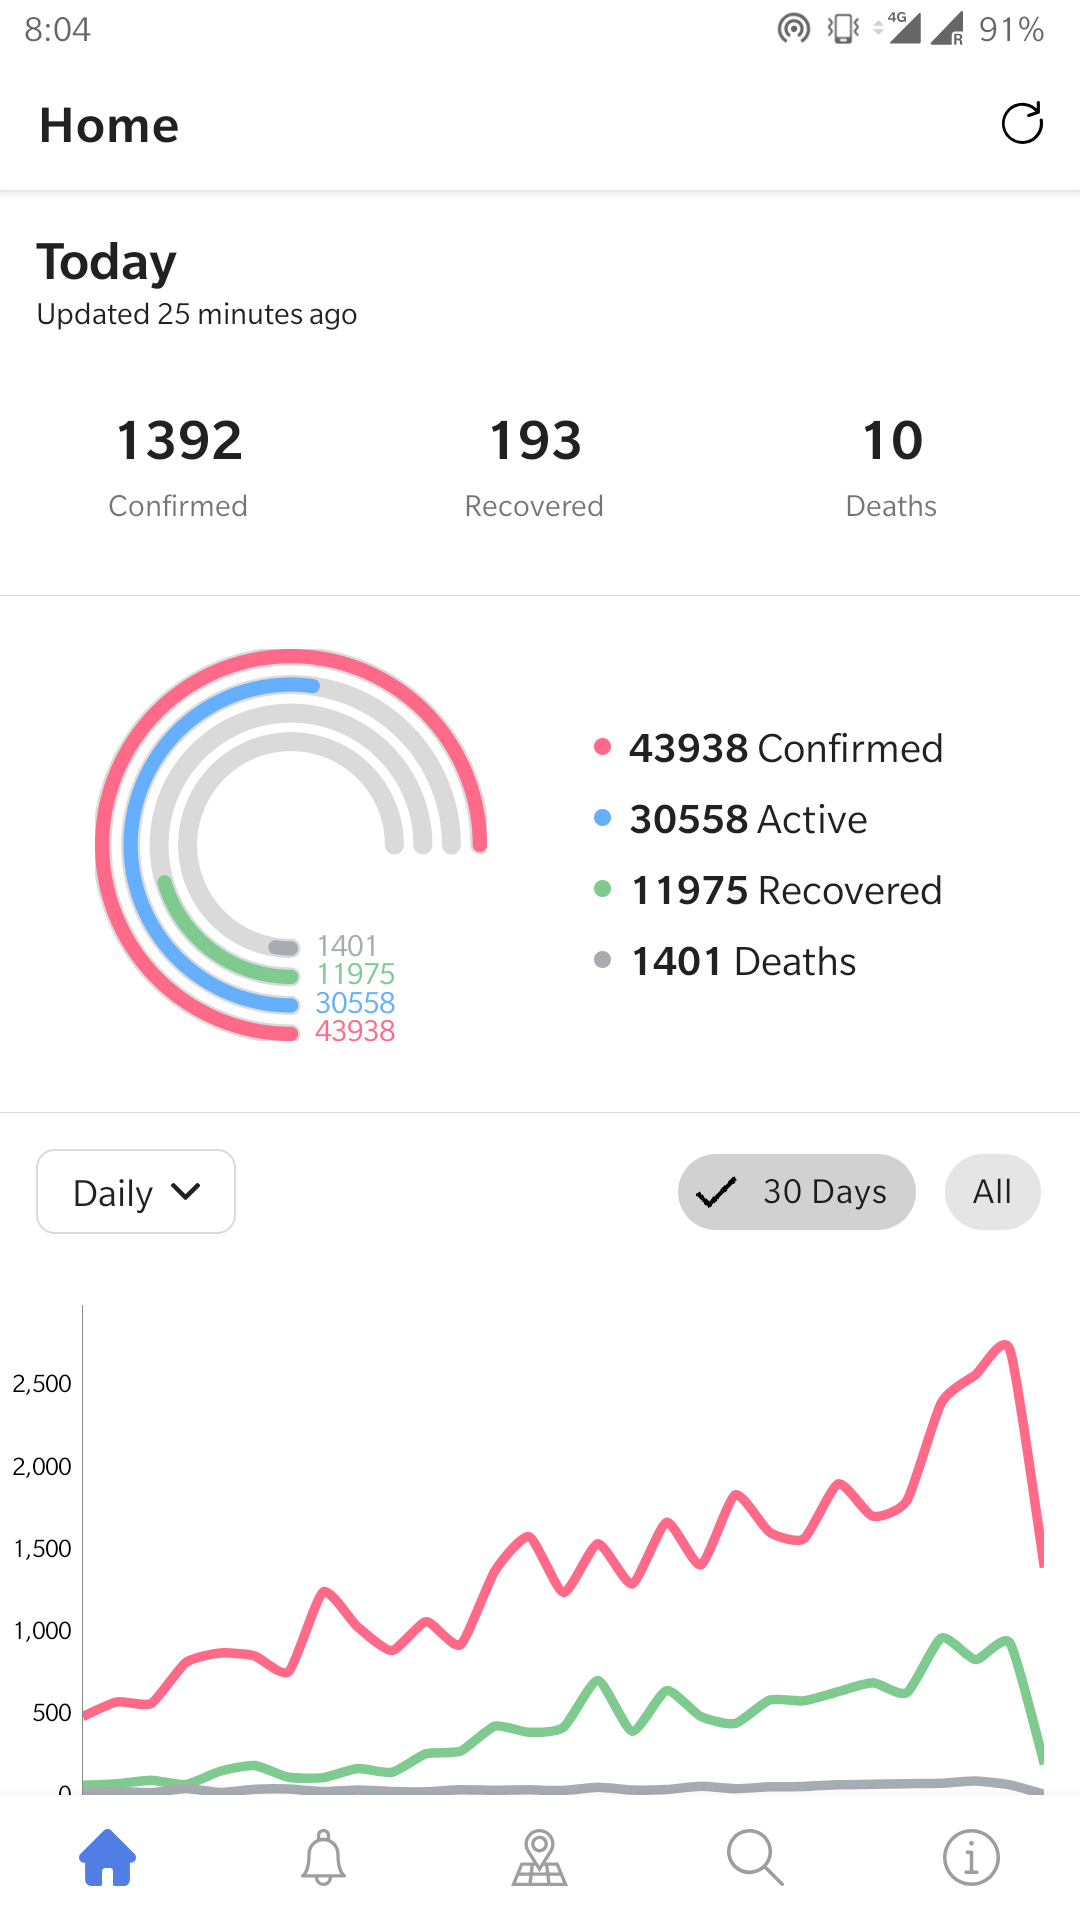 8:04 4G R 91%
Home
Today
Updated 25 minutes ago
1392 193 10
Confirmed Recovered Deaths
43938 Confirmed
30558 Active
11975 Recovered
1401 Deaths
1401
11975
30558
43938
Daily 30 Days All
2,500
2,000
1,500
1,000
500
0